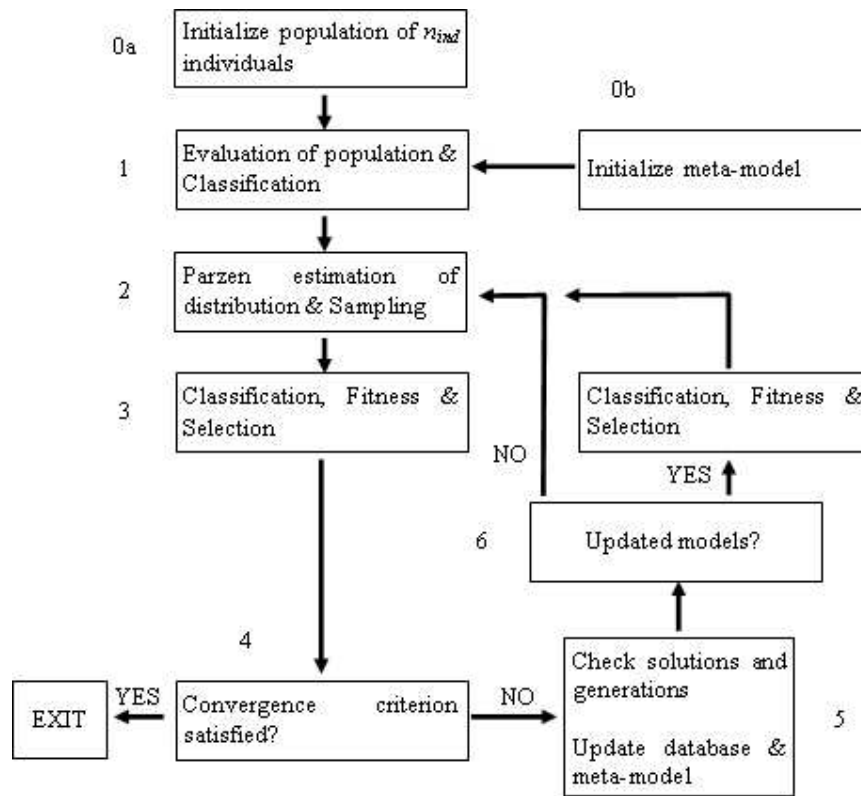 0a
Initialize population of n_ind
individuals
0b
1
Evaluation of population &
Classification
Initialize meta-model
2
Parzen estimation of
distribution & Sampling
3
Classification, Fitness &
Selection
Classification, Fitness &
Selection
NO
YES
6
Updated models?
4
EXIT
YES
Convergence criterion
satisfied?
NO
Check solutions and
generations
Update database &
meta-model
5